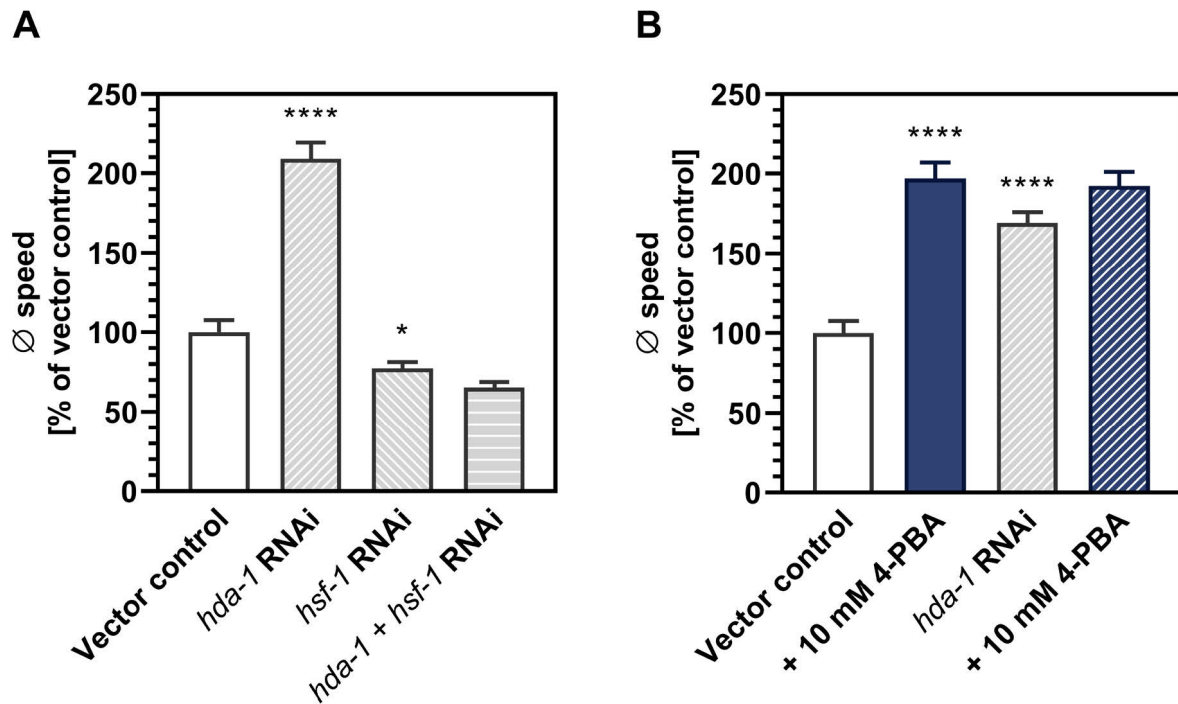 A
Ø speed
[% of vector control]
250
200
150
100
50
0
****
*
Vector control
hda-1 RNAi
hsf-1 RNAi
hda-1 + hsf-1 RNAi
B
Ø speed
[% of vector control]
250
200
150
100
50
0
****
****
Vector control
+ 10 mM 4-PBA
hda-1 RNAi
+ 10 mM 4-PBA